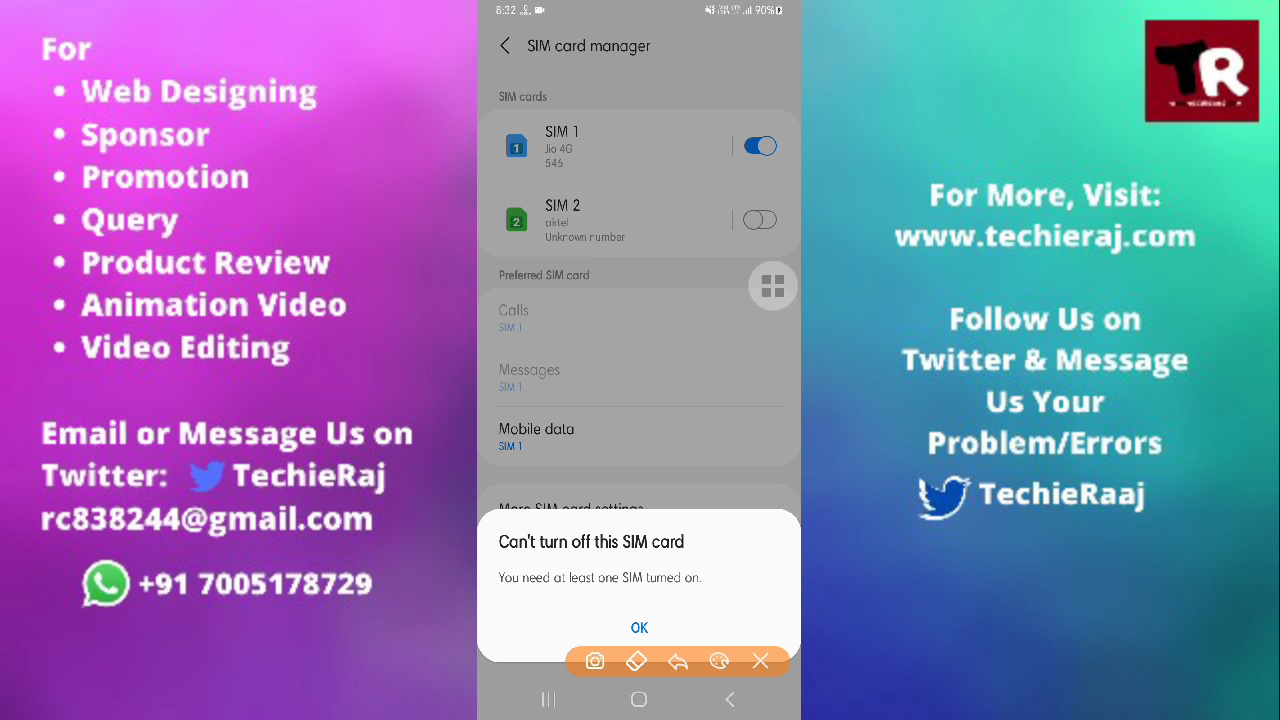 For
• Web Designing
• Sponsor
• Promotion
• Query
• Product Review
• Animation Video
• Video Editing
Email or Message Us on
Twitter: TechieRaj
rc838244@gmail.com
+91 7005178729
8:32
90%
SIM card manager
SIM cards
1
SIM 1
Jio 4G
546
2
SIM 2
airtel
Unknown number
Preferred SIM card
Calls
SIM 1
Messages
SIM 1
Mobile data
SIM 1
More SIM card settings
Can't turn off this SIM card
You need at least one SIM turned on.
OK
TR
For More, Visit:
www.techieraj.com
Follow Us on
Twitter & Message
Us Your
Problem/Errors
TechieRaaj